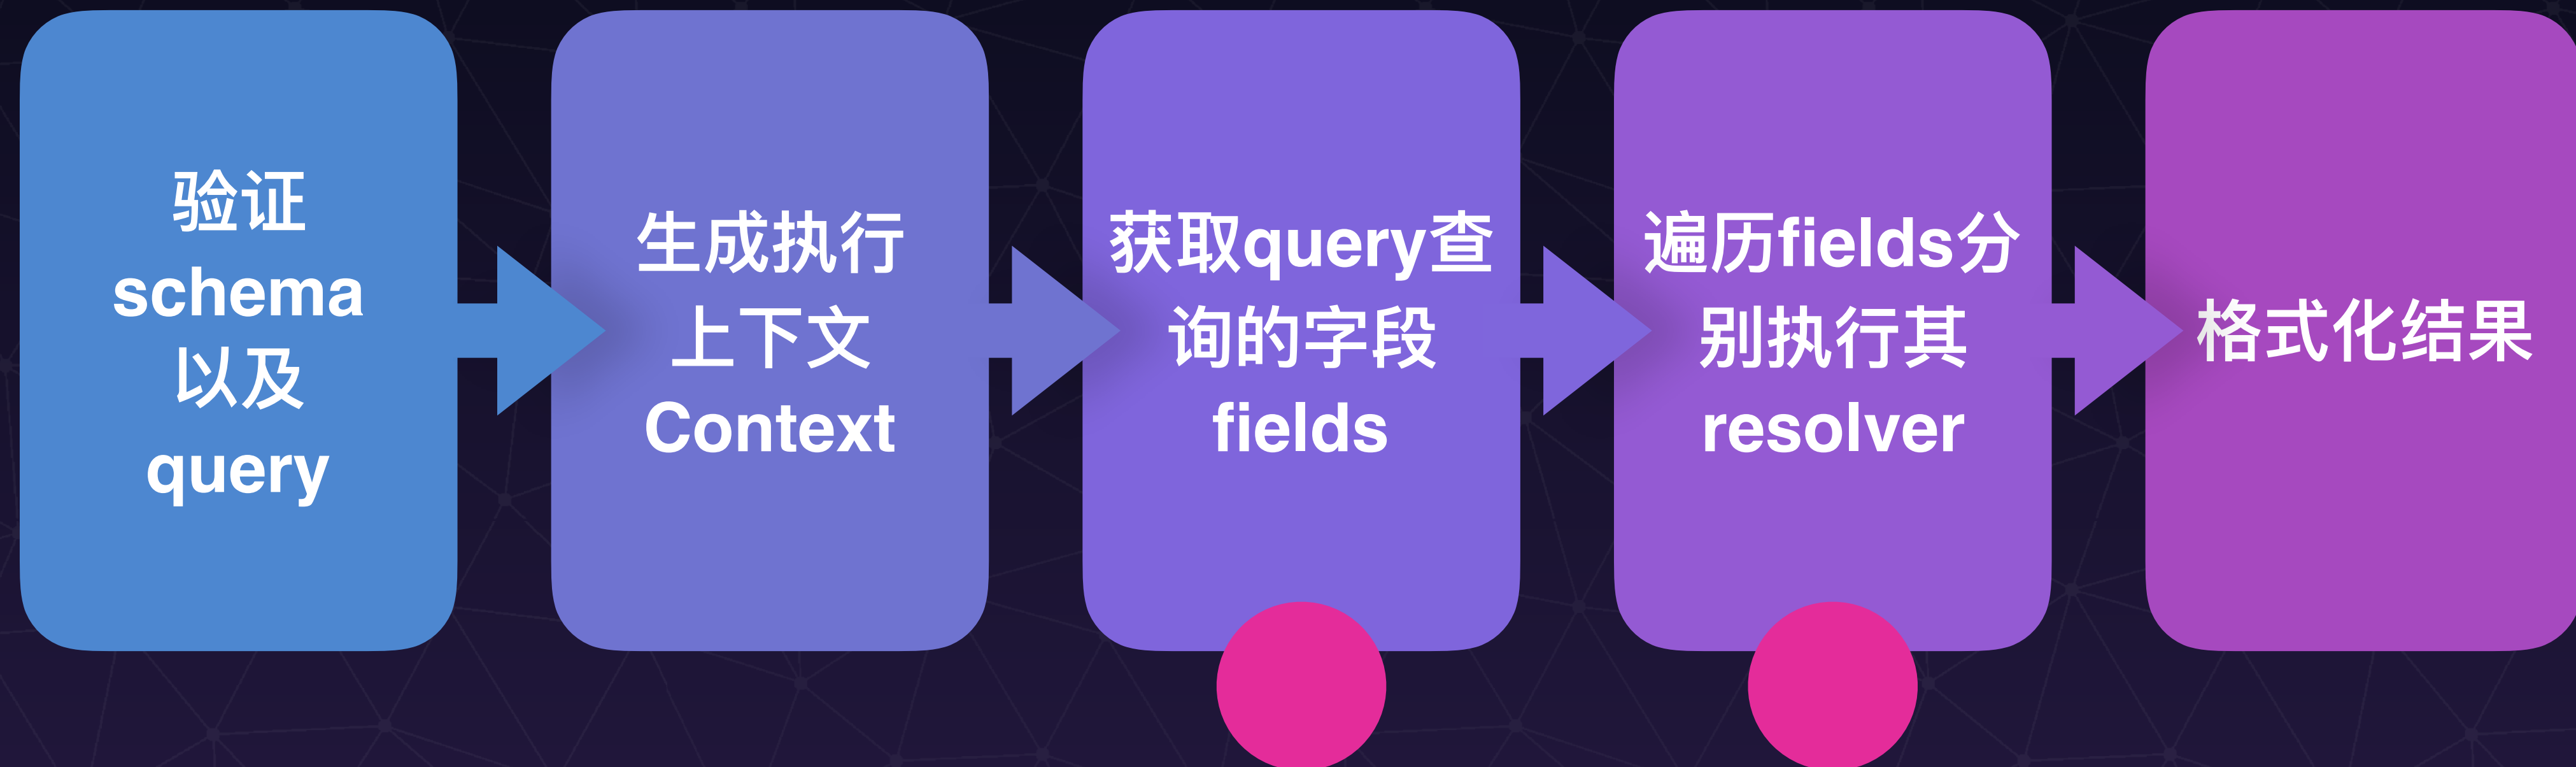 验证
schema
以及
query
生成执行
上下文
Context
获取query查
询的字段
fields
遍历fields分
别执行其
resolver
格式化结果